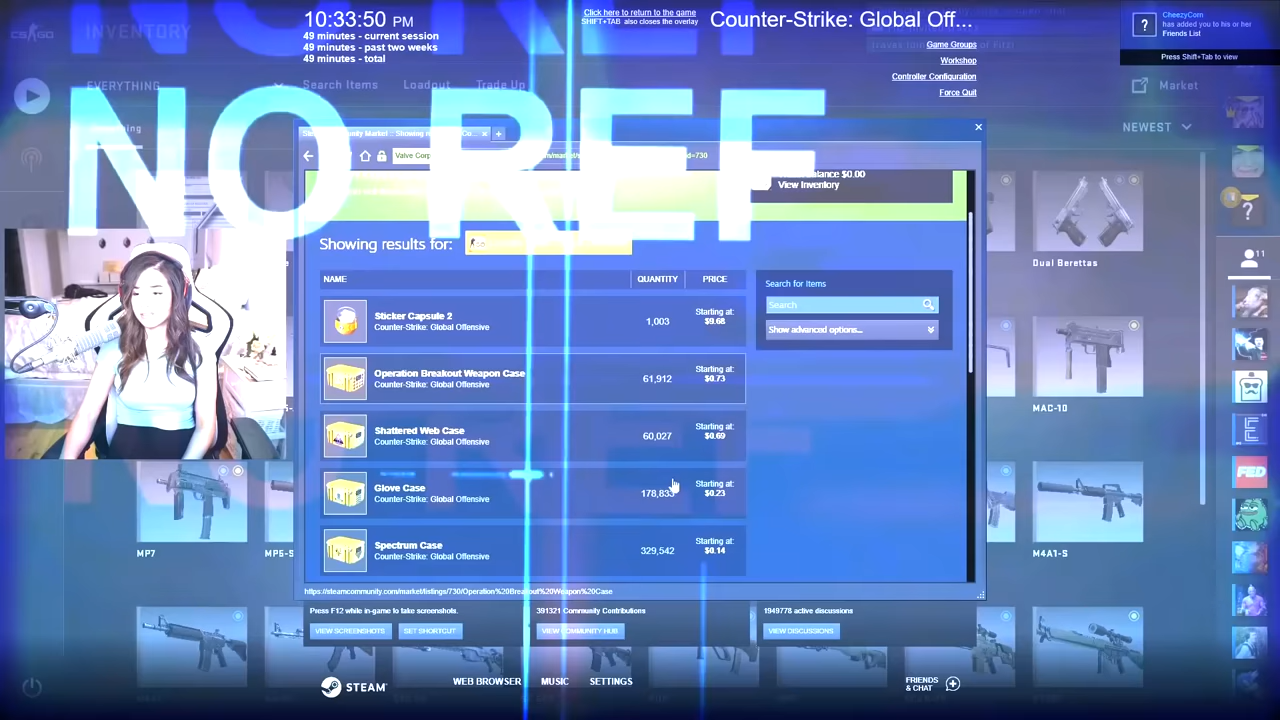 10:33:50 PM
49 minutes - current session
49 minutes - past two weeks
49 minutes - total
Click here to return to the game
SHIFT+TAB also closes the overlay
Counter-Strike: Global Off...
Game Groups
Workshop
Controller Configuration
Force Quit
CheezyCom
has added you to his or her
Friends List
Press Shift+Tab to view
CS:GO
INVENTORY
EVERYTHING
Search Items
Loadout
Trade Up
Market
NEWEST
NO REF
Valve Corp
View Inventory
Showing results for:
NAME
QUANTITY
PRICE
Sticker Capsule 2
Counter-Strike: Global Offensive
1,003
Starting at:
$9.68
Operation Breakout Weapon Case
Counter-Strike: Global Offensive
61,912
Starting at:
$0.73
Shattered Web Case
Counter-Strike: Global Offensive
60,027
Starting at:
$0.69
Glove Case
Counter-Strike: Global Offensive
Starting at:
$0.23
Spectrum Case
Counter-Strike: Global Offensive
329,542
Starting at:
$0.14
Search for Items
Search
Show advanced options...
Dual Berettas
MAC-10
MP7
MP5-S
M4A1-S
11
FED
https://steamcommunity.com/market/listings/730/Operation%20Breakout%20Weapon%20Case
Press F12 while in-game to take screenshots.
VIEW SCREENSHOTS
SET SHORTCUT
391321 Community Contributions
VIEW COMMUNITY HUB
1949778 active discussions
VIEW DISCUSSIONS
STEAM
WEB BROWSER
MUSIC
SETTINGS
FRIENDS
& CHAT